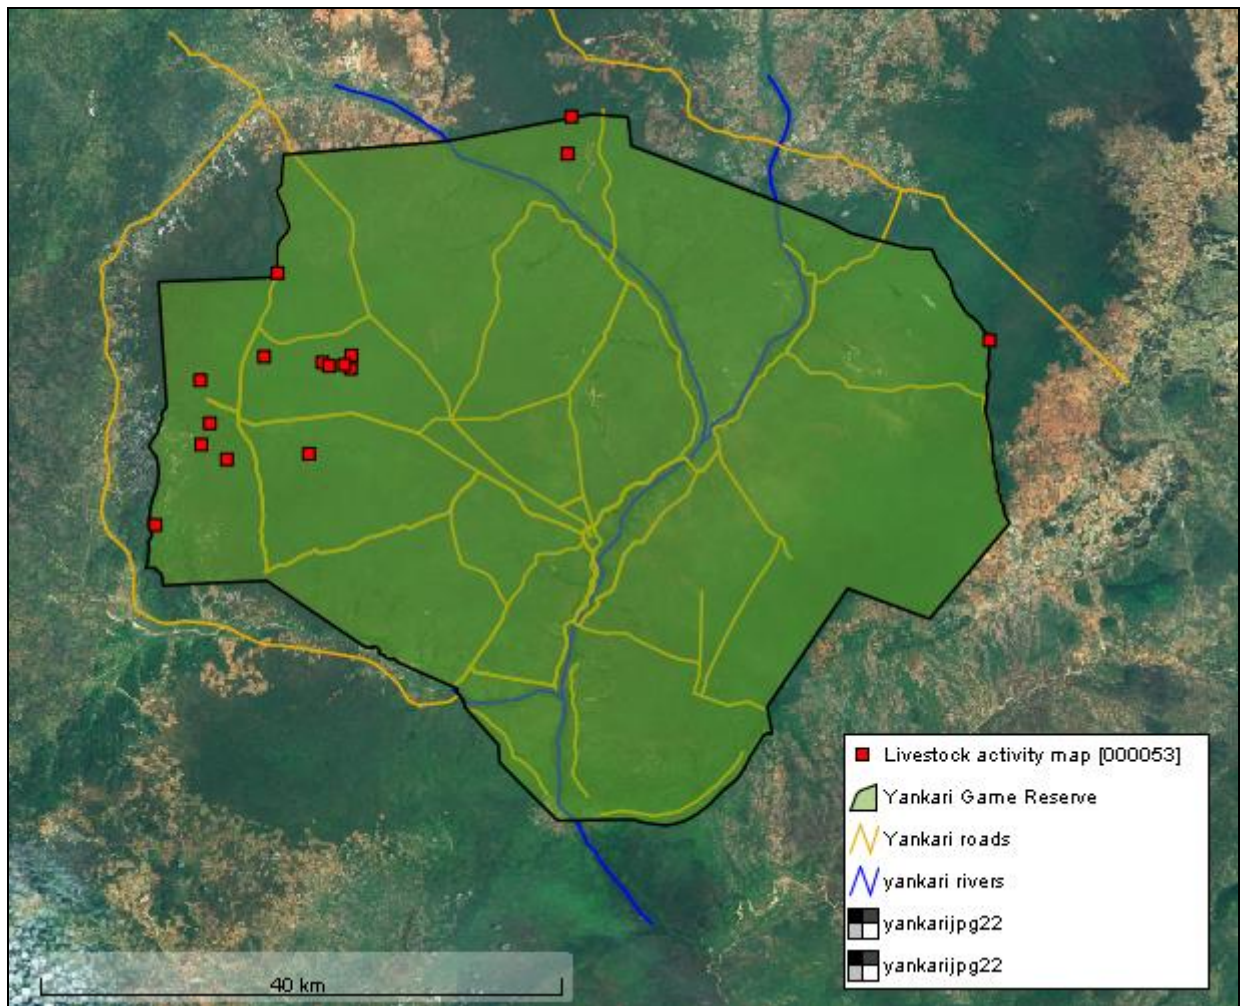 Livestock activity map [000053]
Yankari Game Reserve
Yankari roads
yankari rivers
yankarijpg22
yankarijpg22
40 km